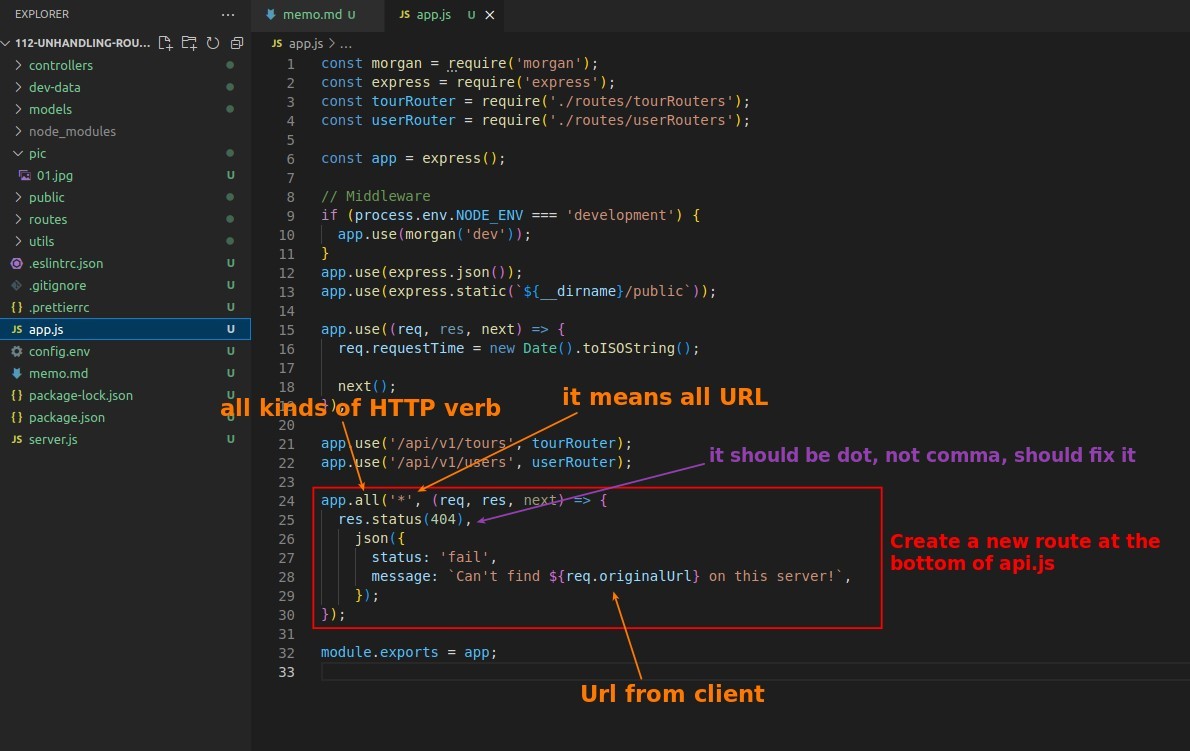 EXPLORER ...
memo.md U
JS app.js U
112-UNHANDLING-ROU...
JS app.js > ...
controllers
dev-data
models
node_modules
pic
01.jpg U
public
routes
utils
.eslintrc.json U
.gitignore U
{} .prettierrc U
JS app.js U
config.env U
memo.md U
{} package-lock.json U
{} package.json U
JS server.js U
1 const morgan = require('morgan');
2 const express = require('express');
3 const tourRouter = require('./routes/tourRouters');
4 const userRouter = require('./routes/userRouters');
5
6 const app = express();
7
8 // Middleware
9 if (process.env.NODE_ENV === 'development') {
10 app.use(morgan('dev'));
11 }
12 app.use(express.json());
13 app.use(express.static(`${__dirname}/public`));
14
15 app.use((req, res, next) => {
16 req.requestTime = new Date().toISOString();
17
18 next();
it means all URL
all kinds of HTTP verb
19 });
20
21 app.use('/api/v1/tours', tourRouter);
22 app.use('/api/v1/users', userRouter);
it should be dot, not comma, should fix it
23
24 app.all('*', (req, res, next) => {
25 res.status(404),
26 json({
27 status: 'fail',
28 message: `Can't find ${req.originalUrl} on this server!`,
29 });
30 });
Create a new route at the
bottom of api.js
31
32 module.exports = app;
33
Url from client